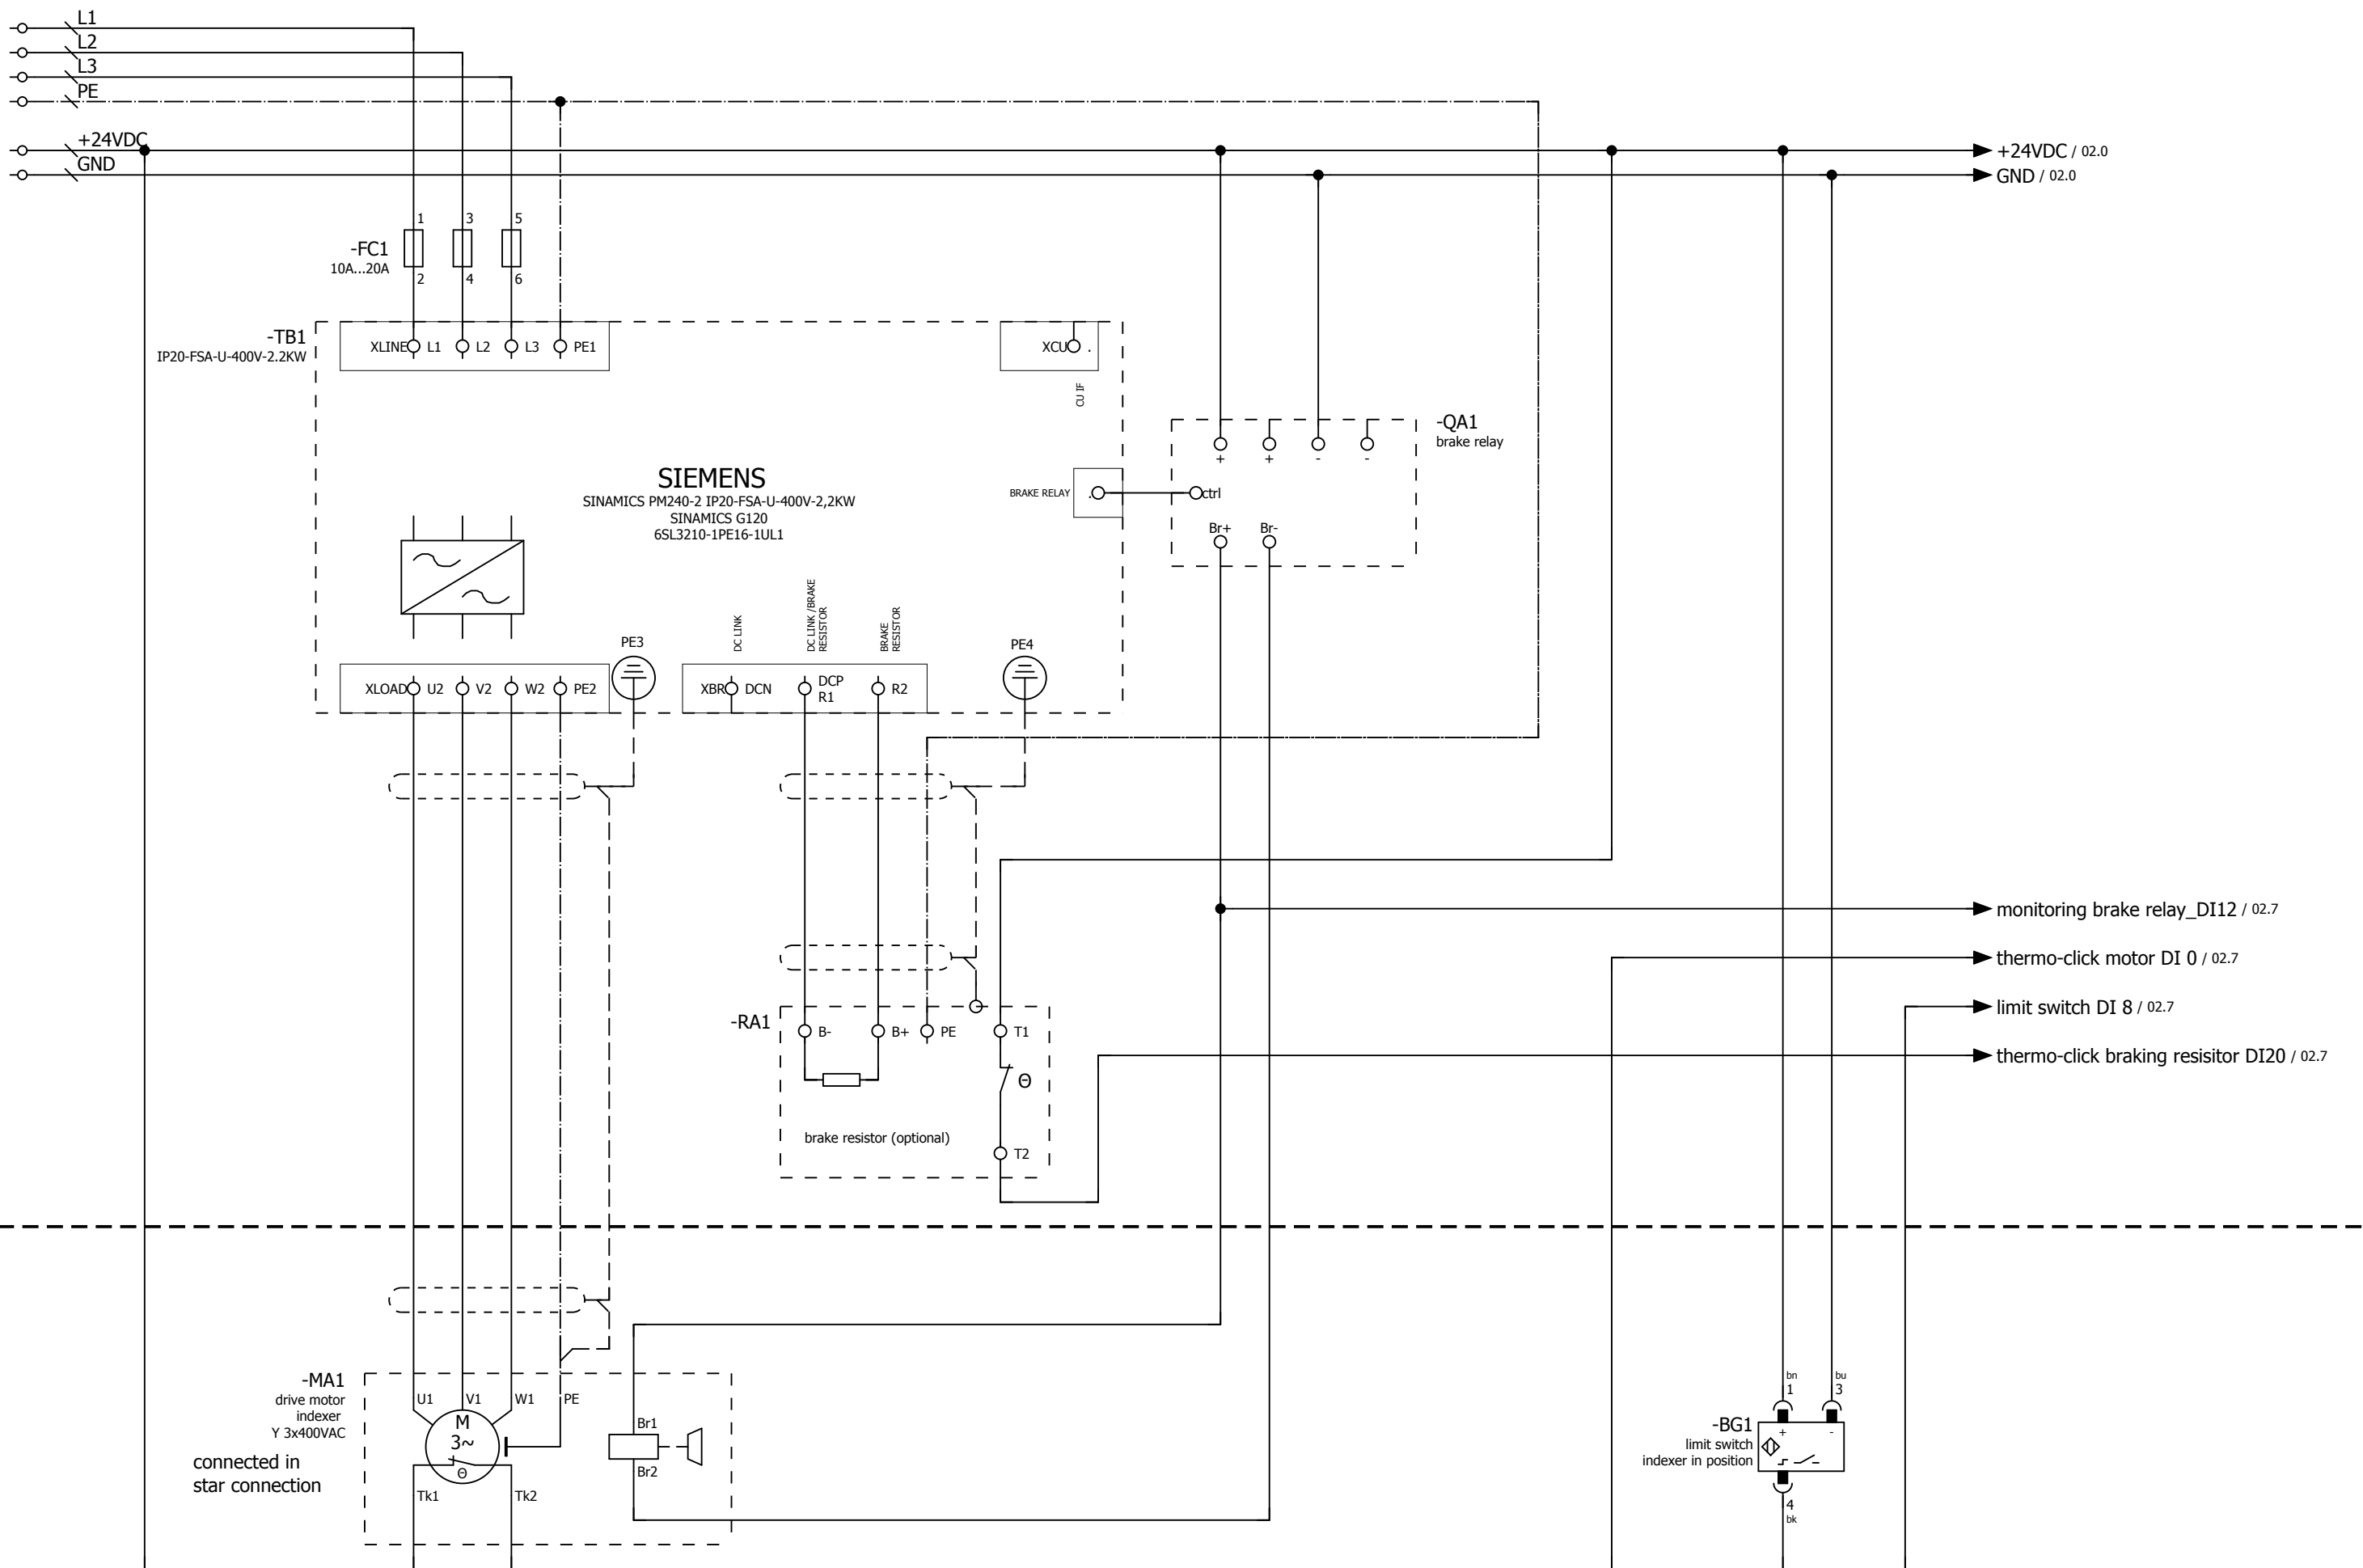 L1
L2
L3
PE
+24VDC
GND
+24VDC / 02.0
GND / 02.0
1 3 5
-FC1
10A...20A
2 4 6
-TB1
IP20-FSA-U-400V-2.2KW
XLINE L1 L2 L3 PE1
XCU .
CU IF
-QA1
brake relay
+ + - -
SIEMENS
SINAMICS PM240-2 IP20-FSA-U-400V-2,2KW
SINAMICS G120
6SL3210-1PE16-1UL1
BRAKE RELAY .
ctrl
Br+ Br-
DC LINK
DC LINK /BRAKE
RESISTOR
BRAKE
RESISTOR
PE3
PE4
XLOAD U2 V2 W2 PE2
XBR DCN
DCP
R1
R2
monitoring brake relay_DI12 / 02.7
thermo-click motor DI 0 / 02.7
limit switch DI 8 / 02.7
thermo-click braking resisitor DI20 / 02.7
-RA1
B- B+ PE T1
Θ
brake resistor (optional)
T2
-MA1
drive motor
indexer
Y 3x400VAC
connected in
star connection
U1 V1 W1 PE
M
3~
Θ
Tk1 Tk2
Br1
Br2
bn bu
1 3
-BG1
limit switch
indexer in position
+ -
4
bk